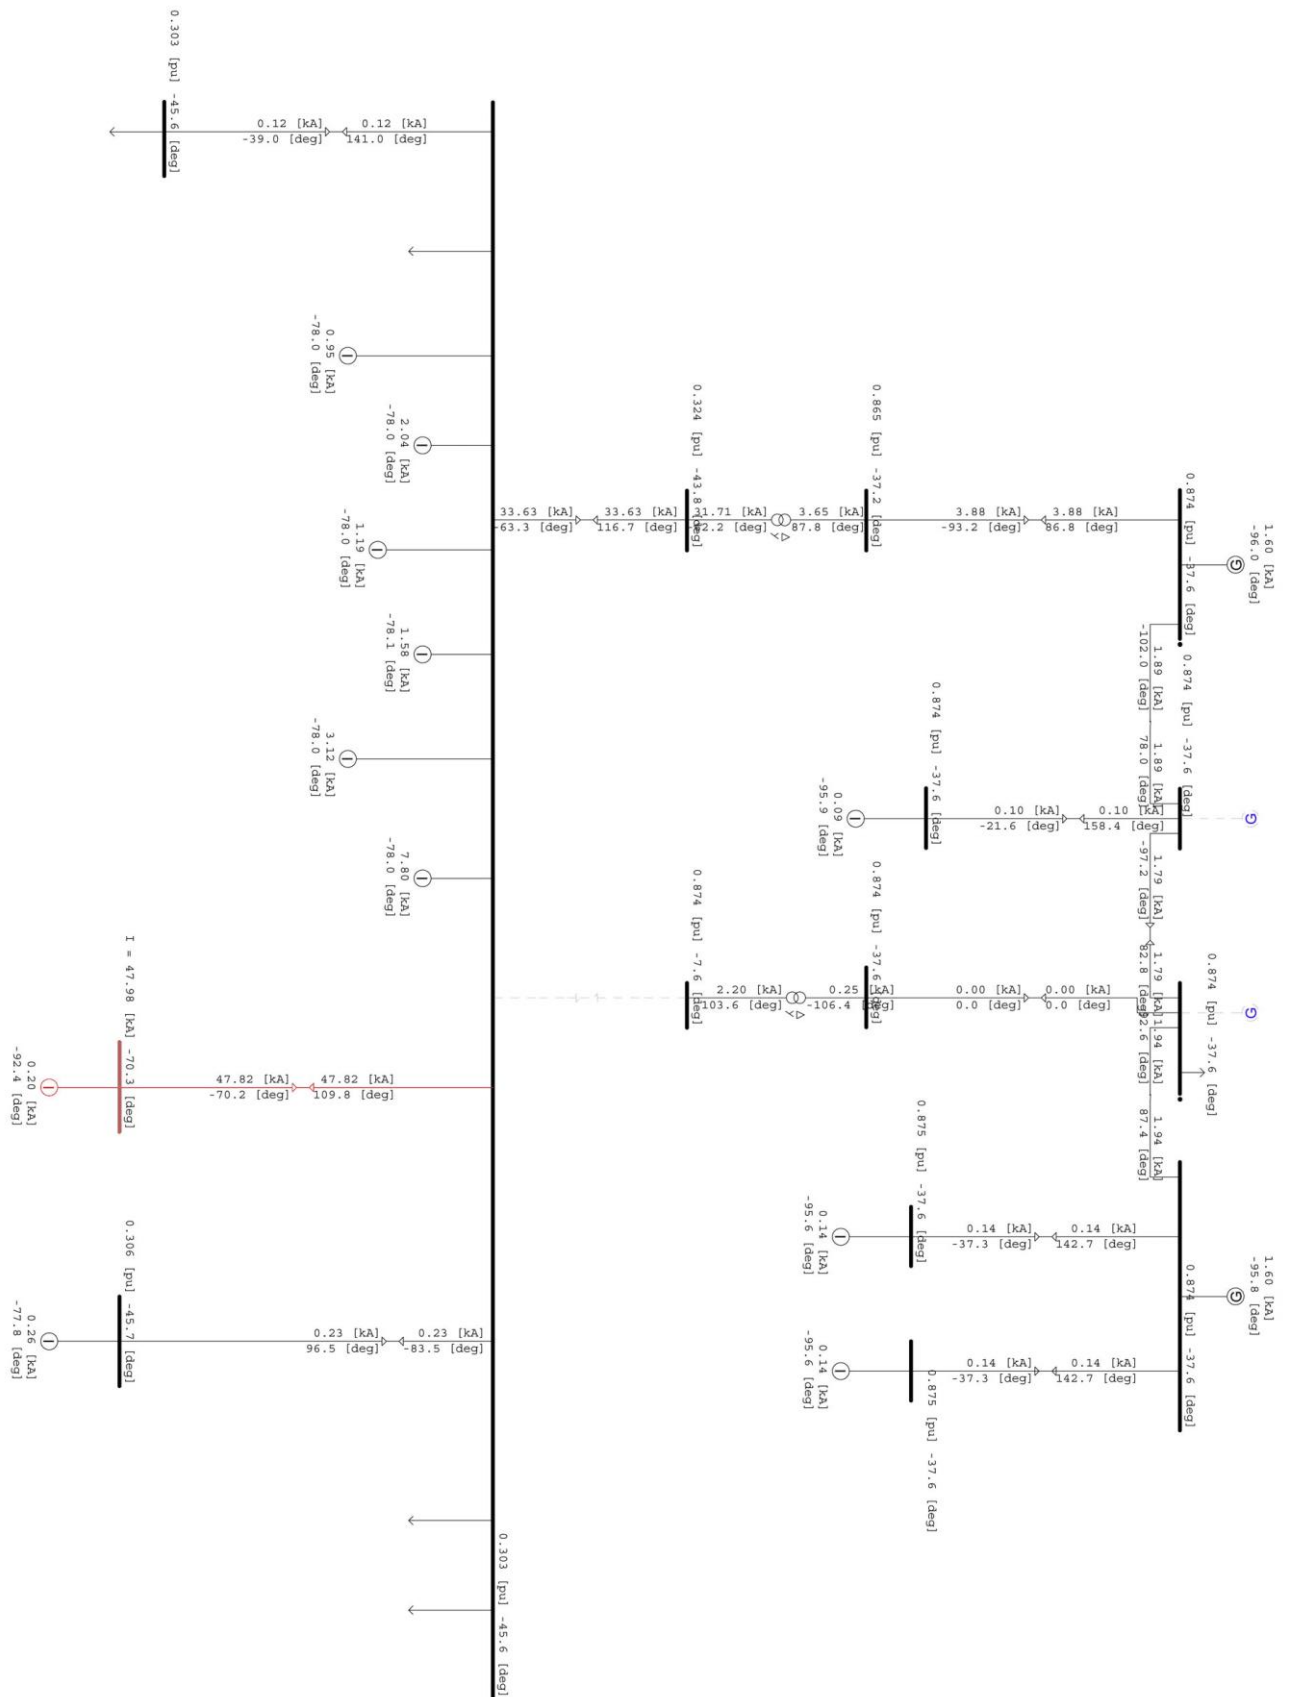 0.303 [pu] -45.6 [deg]
0.12 [kA]
-39.0 [deg]
0.12 [kA]
141.0 [deg]
0.95 [kA]
-78.0 [deg]
2.04 [kA]
-78.0 [deg]
1.19 [kA]
-78.0 [deg]
1.58 [kA]
-78.1 [deg]
3.12 [kA]
-78.0 [deg]
7.80 [kA]
-78.0 [deg]
33.63 [kA]
-63.3 [deg]
33.63 [kA]
116.7 [deg]
0.324 [pu] -43.8 [deg]
31.71 [kA]
[deg]
3.65 [kA]
87.8 [deg]
0.865 [pu] -37.2 [deg]
3.88 [kA]
-93.2 [deg]
3.88 [kA]
86.8 [deg]
0.874 [pu] -37.6 [deg]
G
1.60 [kA]
-96.0 [deg]
1.89 [kA]
-102.0 [deg]
1.89 [kA]
78.0 [deg]
0.874 [pu] -37.6 [deg]
G
0.874 [pu] -37.6 [deg]
0.10 [kA]
-21.6 [deg]
0.10 [kA]
158.4 [deg]
0.09 [kA]
-95.9 [deg]
1.79 [kA]
-97.2 [deg]
1.79 [kA]
82.8 [deg]
0.874 [pu] -7.6 [deg]
2.20 [kA]
103.6 [deg]
0.25 [kA]
-106.4 [deg]
0.874 [pu] -37.6 [deg]
0.00 [kA]
0.0 [deg]
0.00 [kA]
0.0 [deg]
0.874 [pu] -37.6 [deg]
G
1.94 [kA]
[deg]
1.94 [kA]
87.4 [deg]
I = 47.98 [kA] -70.3 [deg]
47.82 [kA]
-70.2 [deg]
47.82 [kA]
109.8 [deg]
0.20 [kA]
-92.4 [deg]
0.875 [pu] -37.6 [deg]
0.14 [kA]
-37.3 [deg]
0.14 [kA]
142.7 [deg]
0.14 [kA]
-95.6 [deg]
0.874 [pu] -37.6 [deg]
G
1.60 [kA]
-95.8 [deg]
0.306 [pu] -45.7 [deg]
0.23 [kA]
96.5 [deg]
0.23 [kA]
-83.5 [deg]
0.26 [kA]
-77.8 [deg]
0.14 [kA]
-37.3 [deg]
0.14 [kA]
142.7 [deg]
0.14 [kA]
-95.6 [deg]
0.875 [pu] -37.6 [deg]
0.303 [pu] -45.6 [deg]